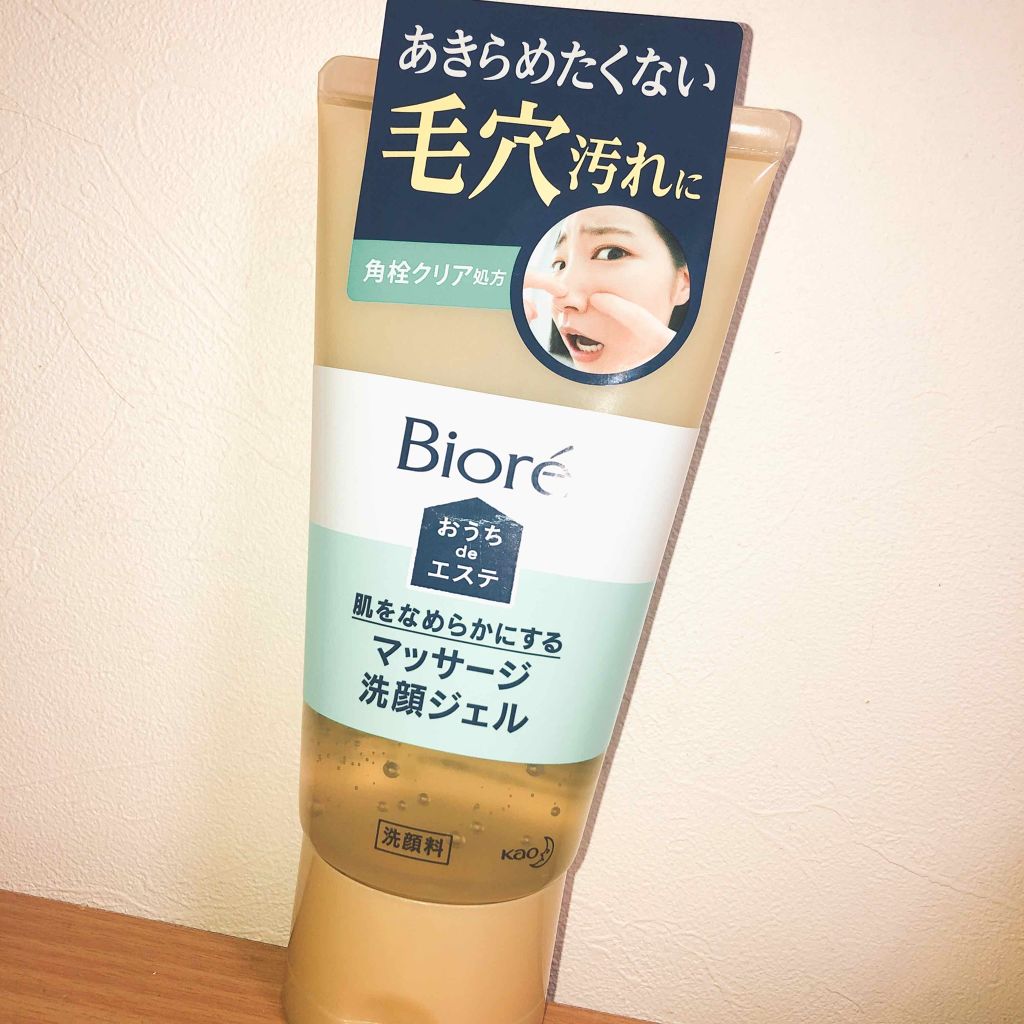 あきらめたくない
毛穴汚れに
角栓クリア処方
Bioré
おうち
de
エステ
肌をなめらかにする
マッサージ
洗顔ジェル
洗顔料
Kao